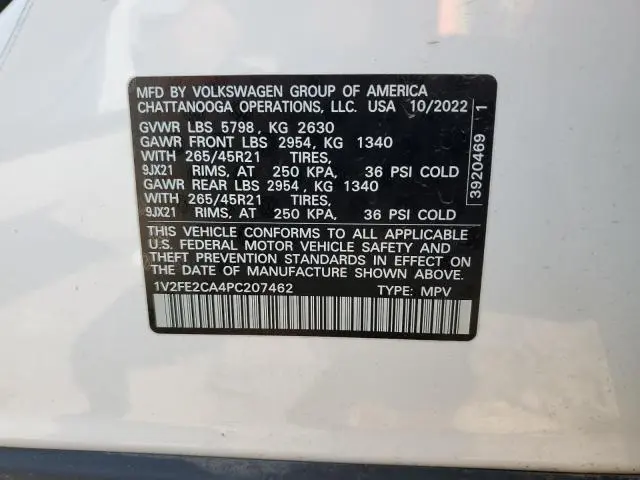 MFD BY VOLKSWAGEN GROUP OF AMERICA
CHATTANOOGA OPERATIONS, LLC. USA 10/2022
GVWR LBS 5798, KG 2630
GAWR FRONT LBS 2954, KG 1340
WITH 265/45R21 TIRES,
9JX21 RIMS, AT 250 KPA, 36 PSI COLD
GAWR REAR LBS 2954, KG 1340
WITH 265/45R21 TIRES,
9JX21 RIMS, AT 250 KPA, 36 PSI COLD
THIS VEHICLE CONFORMS TO ALL APPLICABLE
U.S. FEDERAL MOTOR VEHICLE SAFETY AND
THEFT PREVENTION STANDARDS IN EFFECT ON
THE DATE OF MANUFACTURE SHOWN ABOVE.
1V2FE2CA4PC207462 TYPE: MPV
3920469 1